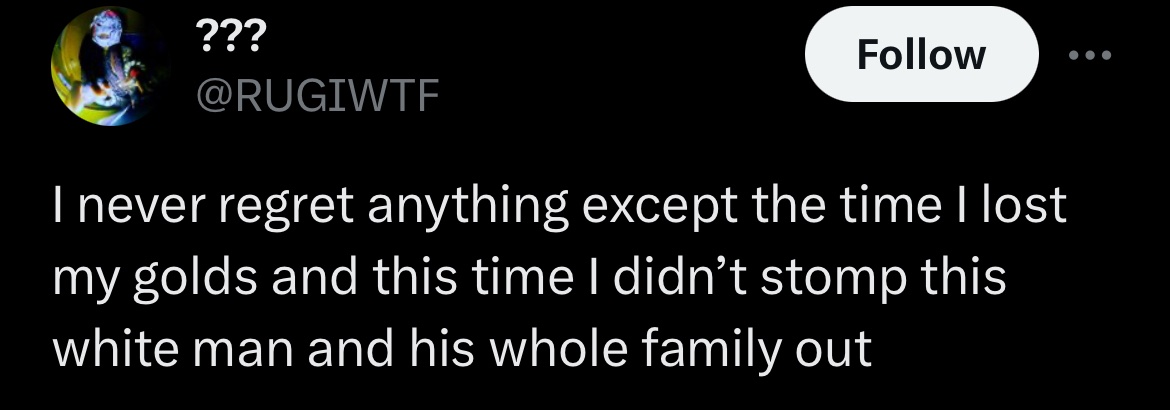 ???
@RUGIWTF
Follow
I never regret anything except the time I lost
my golds and this time I didn’t stomp this
white man and his whole family out